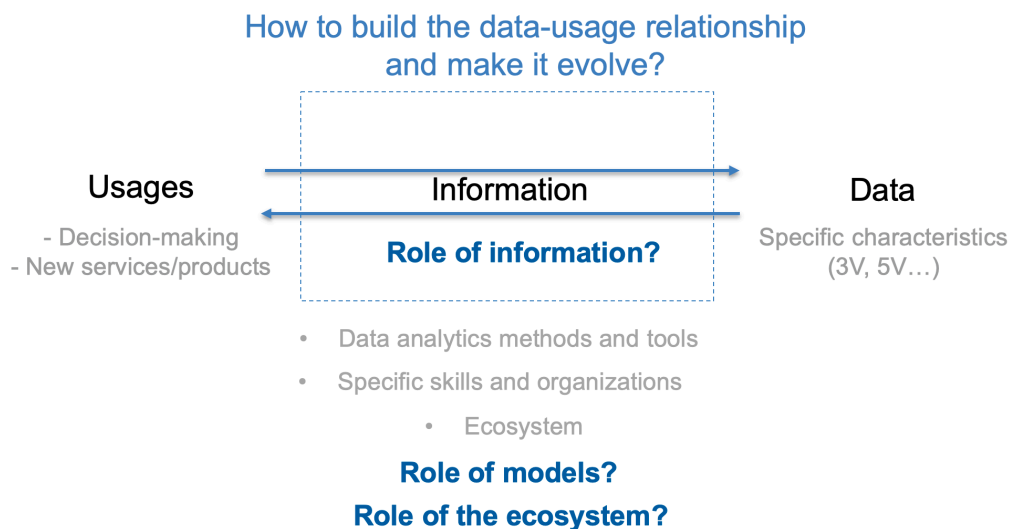 How to build the data-usage relationship
and make it evolve?
Usages
Information
Data
- Decision-making
- New services/products
Role of information?
Specific characteristics
(3V, 5V…)
• Data analytics methods and tools
• Specific skills and organizations
• Ecosystem
Role of models?
Role of the ecosystem?